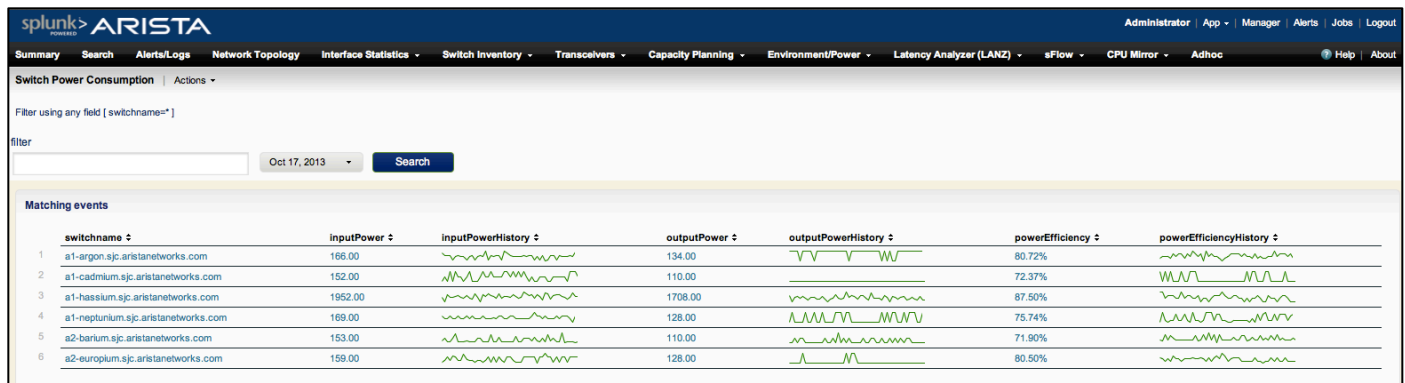 splunk> ARISTA Administrator | App | Manager | Alerts | Jobs | Logout
POWERED
Summary Search Alerts/Logs Network Topology Interface Statistics Switch Inventory Transceivers Capacity Planning Environment/Power Latency Analyzer (LANZ) sFlow CPU Mirror Adhoc ? Help | About
Switch Power Consumption | Actions
Filter using any field [ switchname=* ]
filter
Oct 17, 2013 Search
Matching events
switchname inputPower inputPowerHistory outputPower outputPowerHistory powerEfficiency powerEfficiencyHistory
1 a1-argon.sjc.aristanetworks.com 166.00 134.00 80.72%
2 a1-cadmium.sjc.aristanetworks.com 152.00 110.00 72.37%
3 a1-hassium.sjc.aristanetworks.com 1952.00 1708.00 87.50%
4 a1-neptunium.sjc.aristanetworks.com 169.00 128.00 75.74%
5 a2-barium.sjc.aristanetworks.com 153.00 110.00 71.90%
6 a2-europium.sjc.aristanetworks.com 159.00 128.00 80.50%